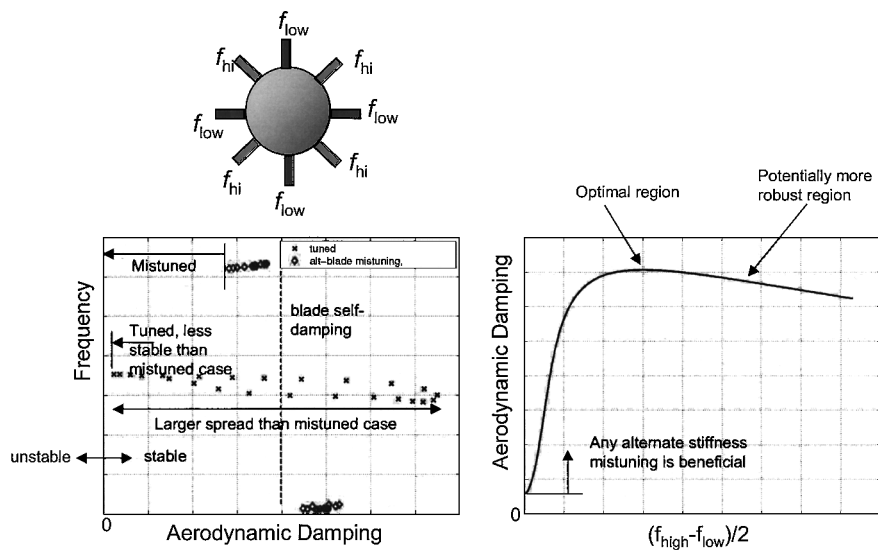 f_low
f_hi
f_hi
f_low
f_low
f_hi
f_hi
f_low
Mistuned
tuned
alt-blade mistuning,
blade self-
damping
Tuned, less
stable than
mistuned case
Larger spread than mistuned case
unstable
stable
Frequency
0
Aerodynamic Damping
Optimal region
Potentially more
robust region
Any alternate stiffness
mistuning is beneficial
Aerodynamic Damping
0
(f_high-f_low)/2